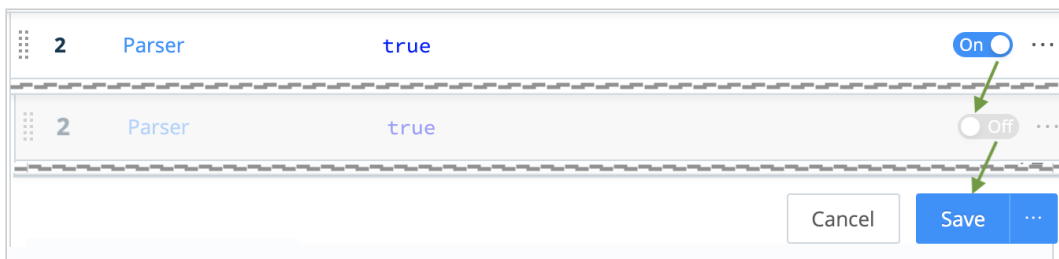 2 Parser true On ...
2 Parser true Off ...
Cancel Save ...